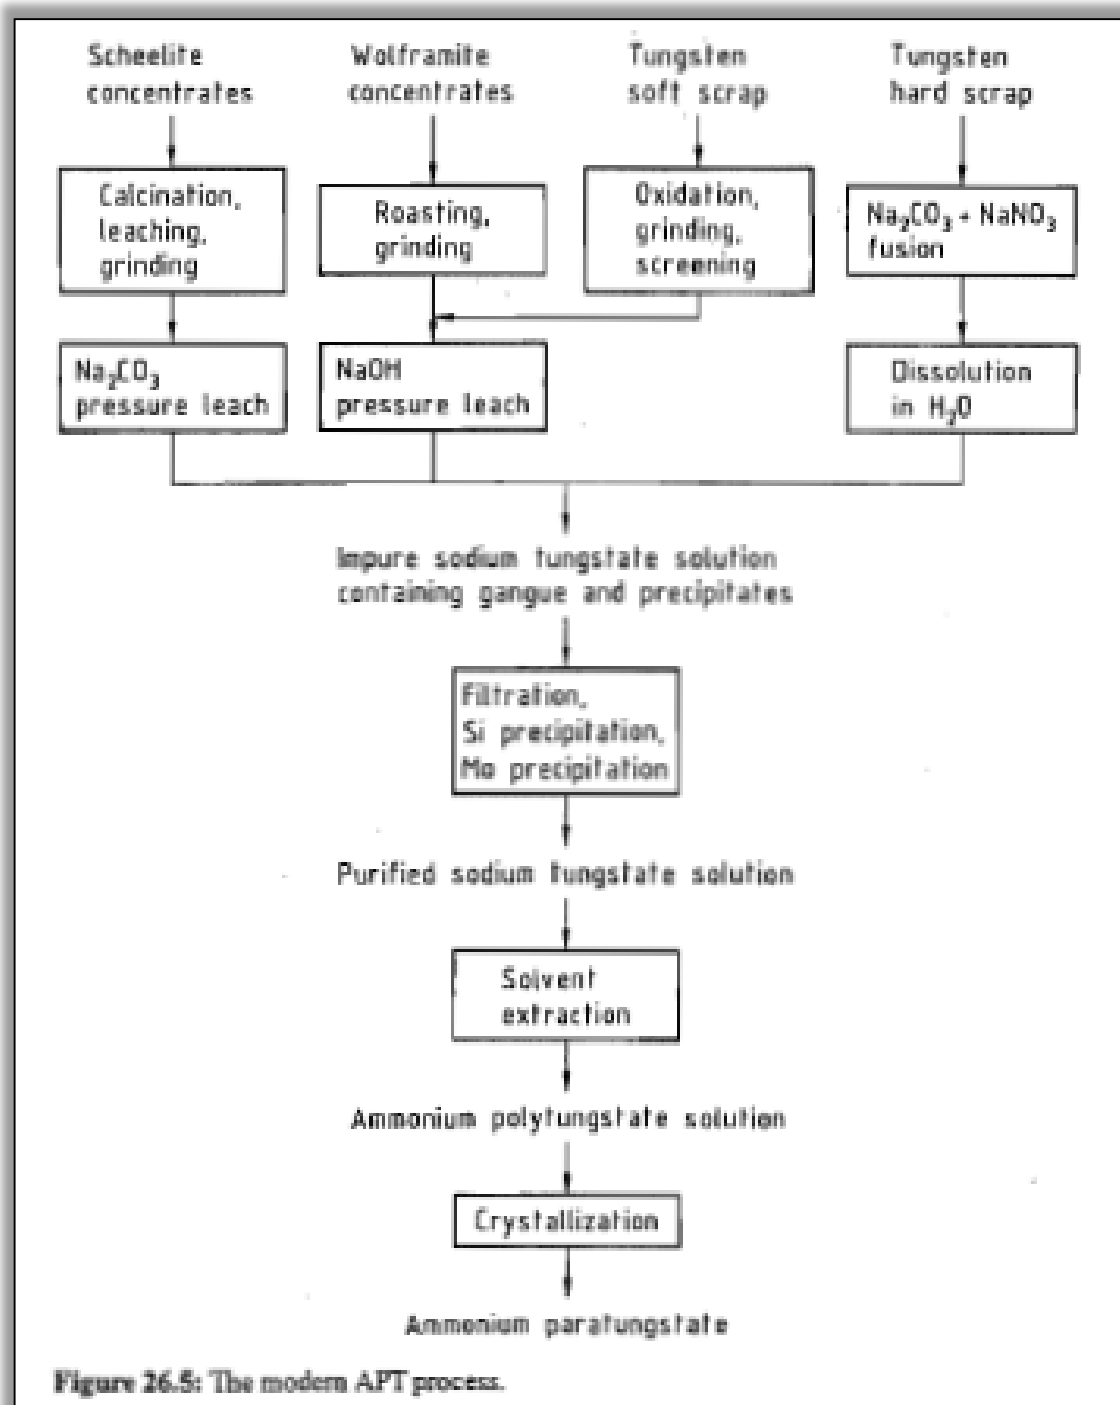 Scheelite
concentrates
Wolframite
concentrates
Tungsten
soft scrap
Tungsten
hard scrap
Calcination,
leaching,
grinding
Roasting,
grinding
Oxidation,
grinding,
screening
Na₂CO₃ + NaNO₃
fusion
Na₂CO₃
pressure leach
NaOH
pressure leach
Dissolution
in H₂O
Impure sodium tungstate solution
containing gangue and precipitates
Filtration,
Si precipitation,
Mo precipitation
Purified sodium tungstate solution
Solvent
extraction
Ammonium polytungstate solution
Crystallization
Ammonium paratungstate
Figure 26.5: The modern APT process.